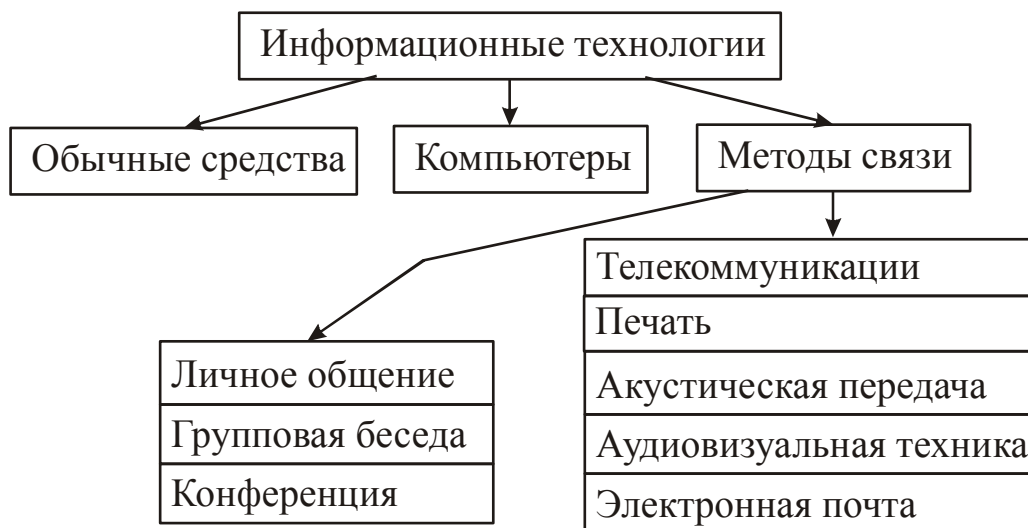 Информационные технологии
Обычные средства
Компьютеры
Методы связи
Личное общение
Групповая беседа
Конференция
Телекоммуникации
Печать
Акустическая передача
Аудиовизуальная техника
Электронная почта